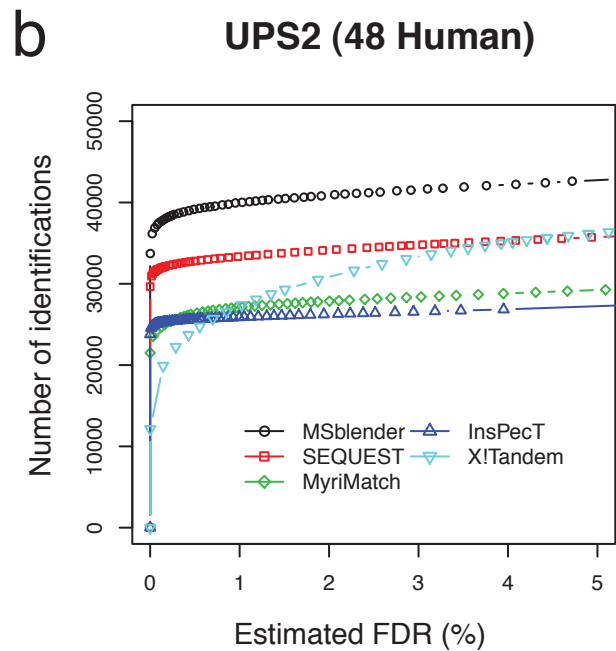 b
UPS2 (48 Human)
Number of identifications
50000
40000
30000
20000
10000
0
MSblender
SEQUEST
MyriMatch
InsPecT
X!Tandem
0 1 2 3 4 5
Estimated FDR (%)